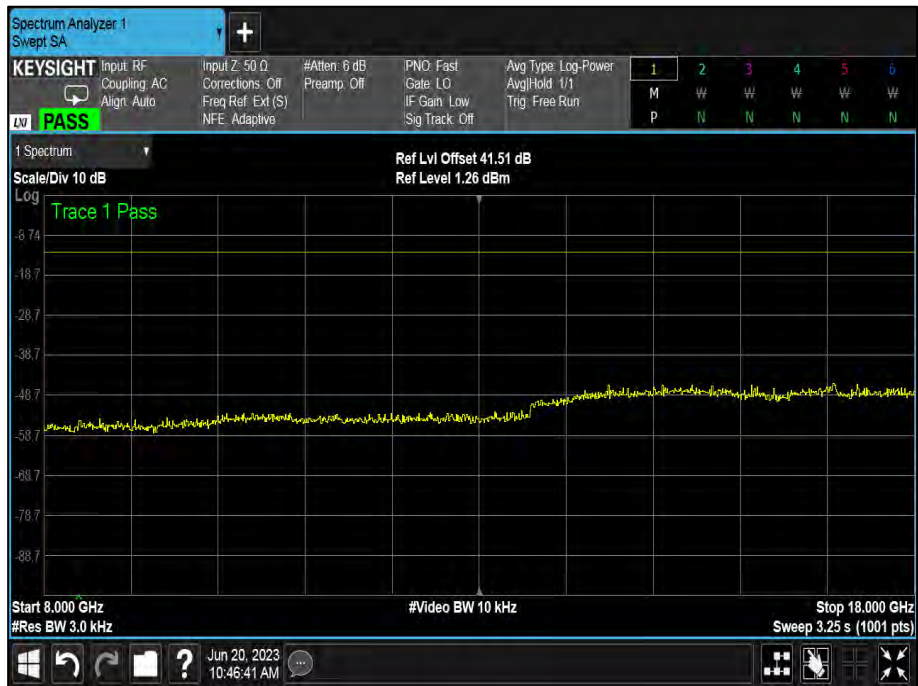 Spectrum Analyzer 1
Swept SA
+
KEYSIGHT
Input: RF
Coupling: AC
Align: Auto
Input Z: 50 Ω
Corrections: Off
Freq Ref: Ext (S)
NFE: Adaptive
#Atten: 6 dB
Preamp: Off
PNO: Fast
Gate: LO
IF Gain: Low
Sig Track: Off
Avg Type: Log-Power
Avg|Hold: 1/1
Trig: Free Run
1 2 3 4 5 6
M W W W W W
P N N N N N
LXI PASS
1 Spectrum
Scale/Div 10 dB
Ref Lvl Offset 41.51 dB
Ref Level 1.26 dBm
Log
Trace 1 Pass
-8.74
-18.7
-28.7
-38.7
-48.7
-58.7
-68.7
-78.7
-88.7
Start 8.000 GHz
#Res BW 3.0 kHz
#Video BW 10 kHz
Stop 18.000 GHz
Sweep 3.25 s (1001 pts)
?
Jun 20, 2023
10:46:41 AM